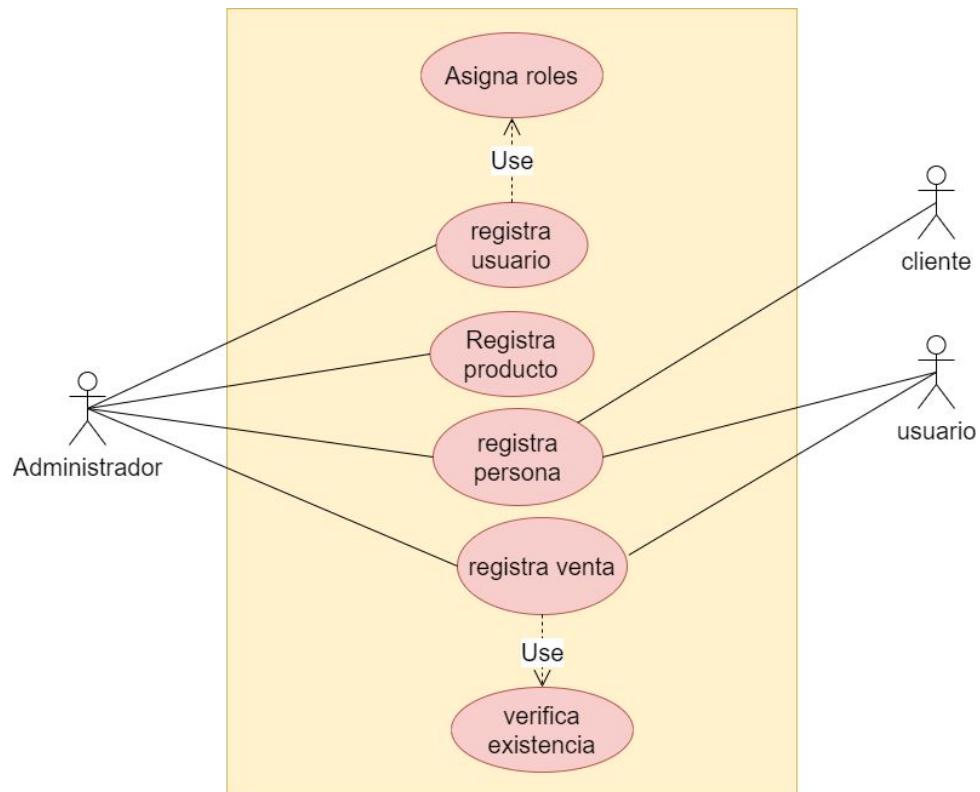 Asigna roles
Use
registra
usuario
cliente
Registra
producto
usuario
Administrador
registra
persona
registra venta
Use
verifica
existencia